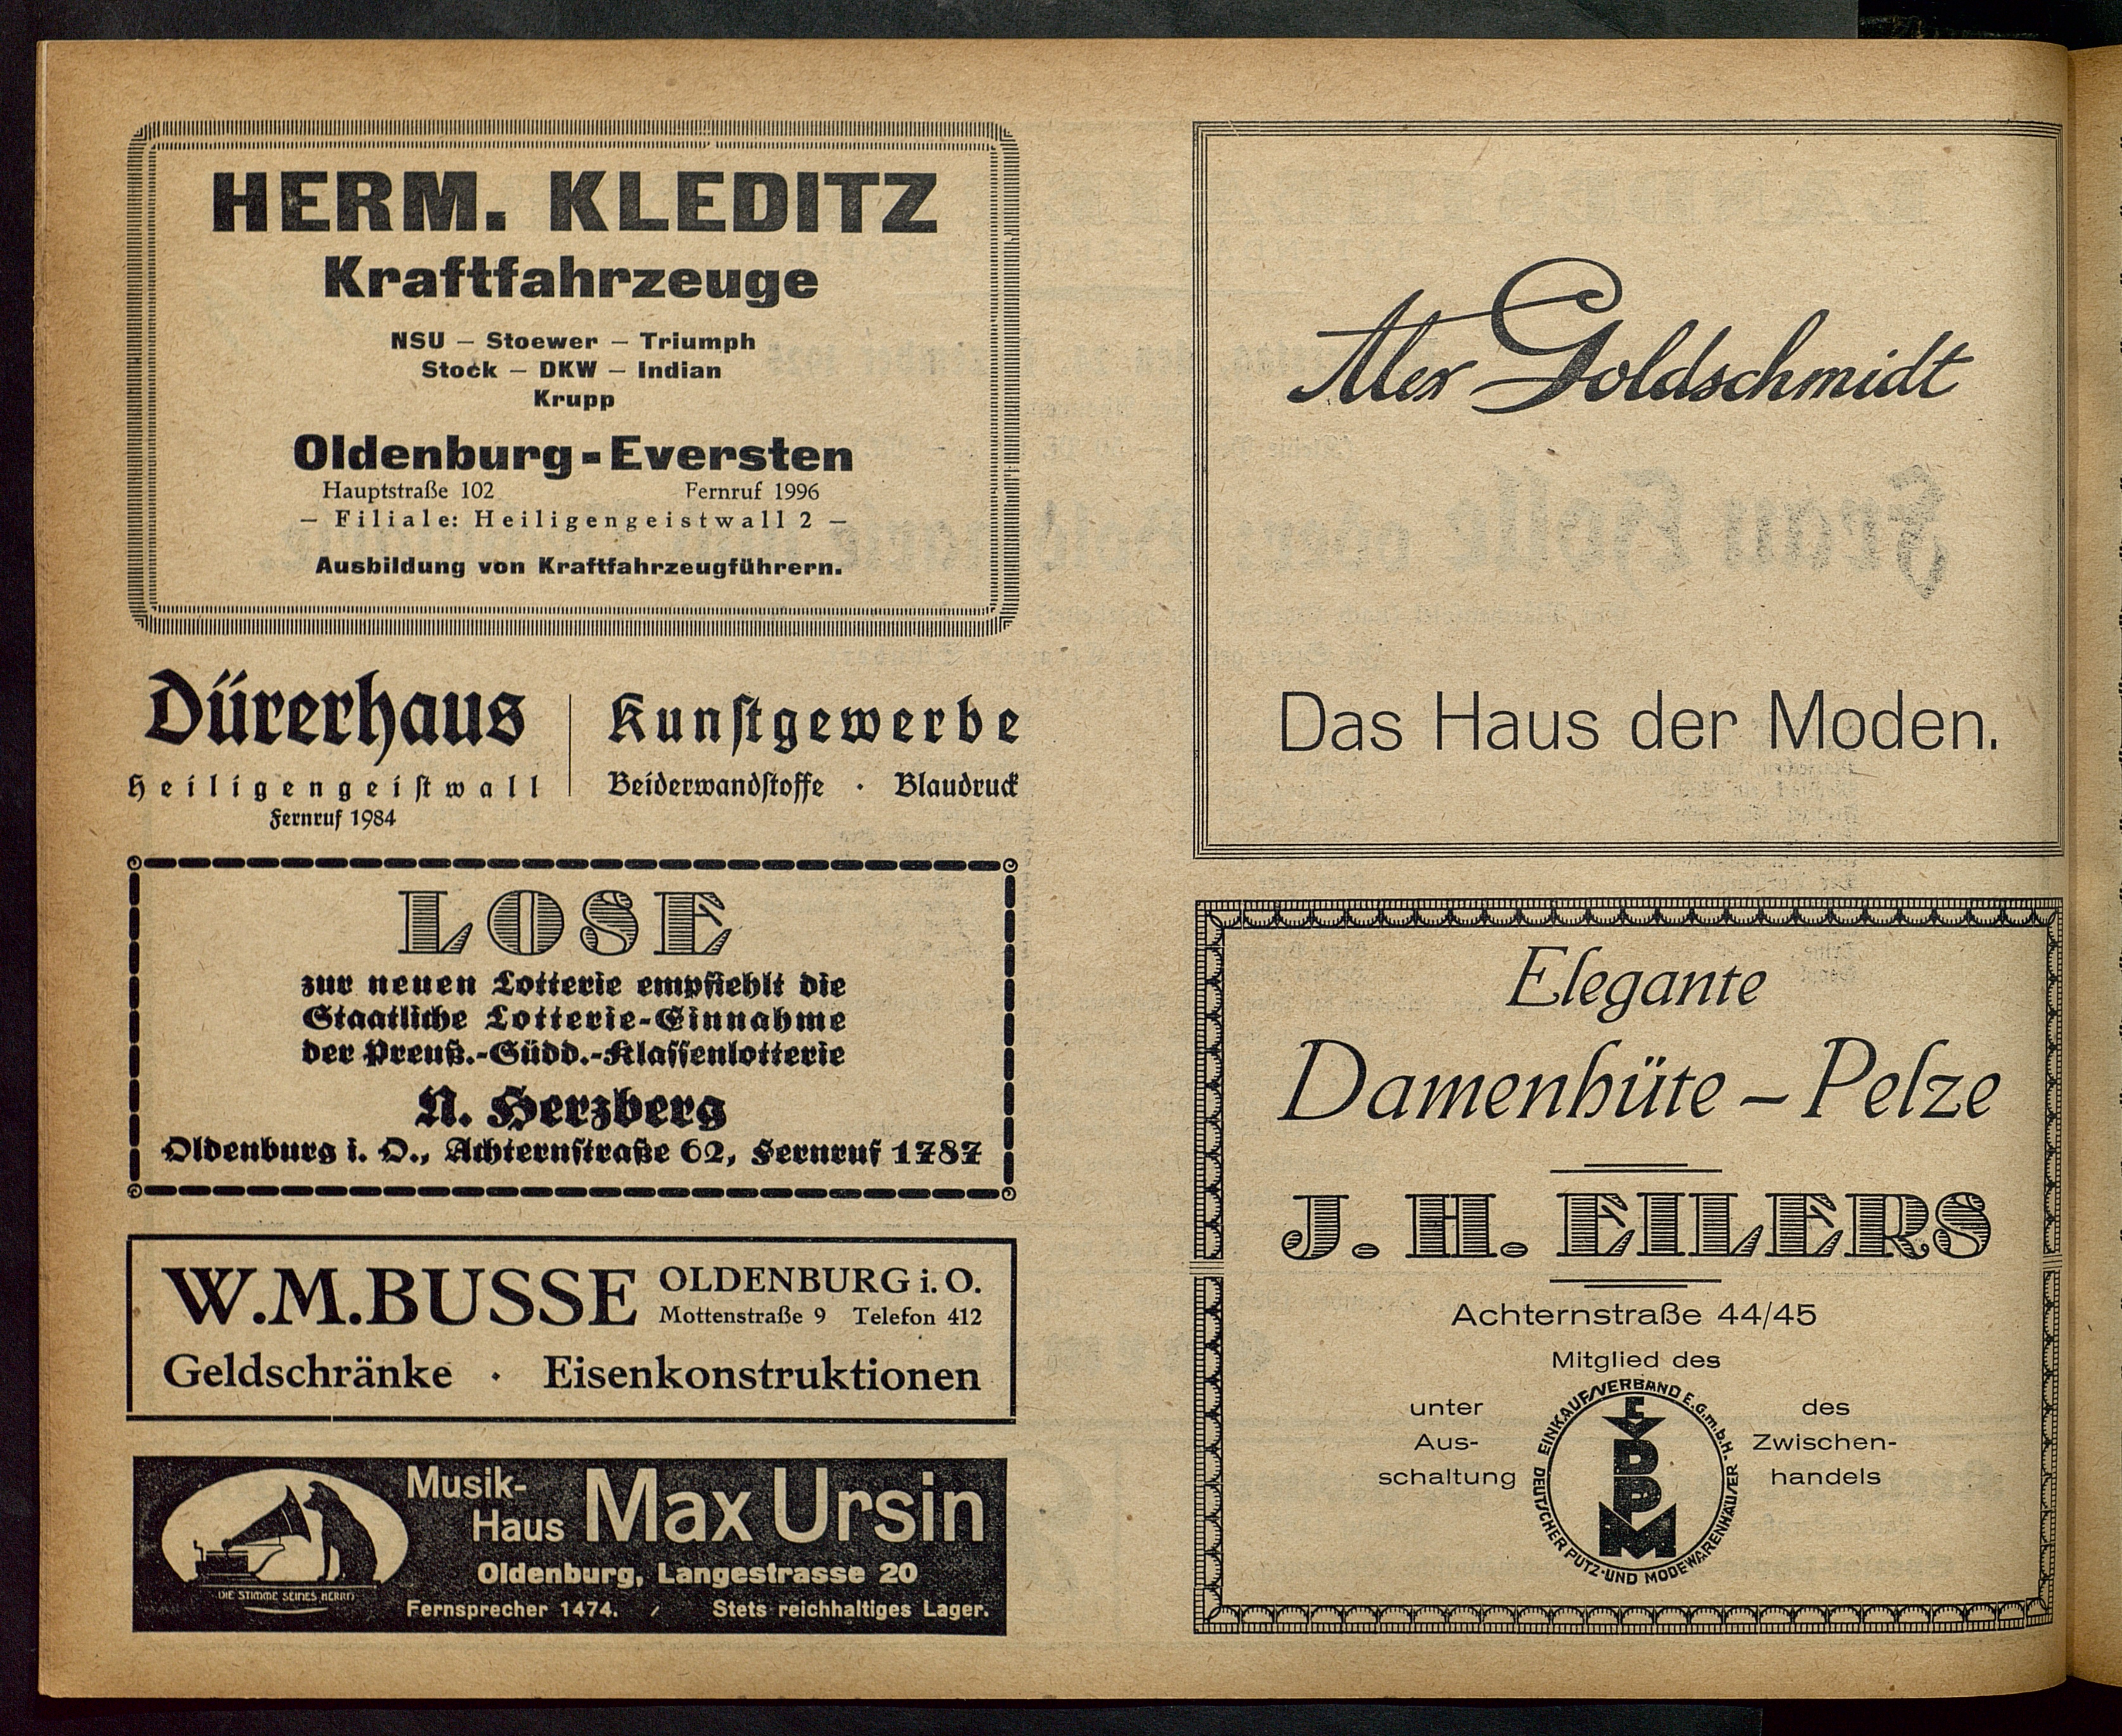 HERM. KLEDITZ
Kraftfahrzeuge
NSU — Stoewer — Triumph
Stock — DKW — Indian
Krupp
Oldenburg-Eversten
Hauptstraße 102 Fernruf 1996
— Filiale: Heiligengeistwall 2 —
Ausbildung von Kraftfahrzeugführern.
Dürerhaus
Heiligengeistwall
Fernruf 1984
Kunstgewerbe
Beiderwandstoffe · Blaudruck
LOSE
zur neuen Lotterie empfiehlt die
Staatliche Lotterie-Einnahme
der Preuß.-Südd.-Klassenlotterie
N. Herzberg
Oldenburg i. O., Achternstraße 62, Fernruf 1787
W.M.BUSSE OLDENBURG i. O.
Mottenstraße 9 Telefon 412
Geldschränke · Eisenkonstruktionen
Musik-
Haus Max Ursin
Oldenburg, Langestrasse 20
Fernsprecher 1474. / Stets reichhaltiges Lager.
DIE STIMME SEINES HERRN
Alex Goldschmidt
Das Haus der Moden.
Elegante
Damenhüte – Pelze
J. H. EILERS
Achternstraße 44/45
Mitglied des
unter
Aus-
schaltung
EINKAUFSVERBAND E.G.m.b.H.
DEUTSCHER PUTZ-UND MODEWARENHÄUSER
EDPM
des
Zwischen-
handels